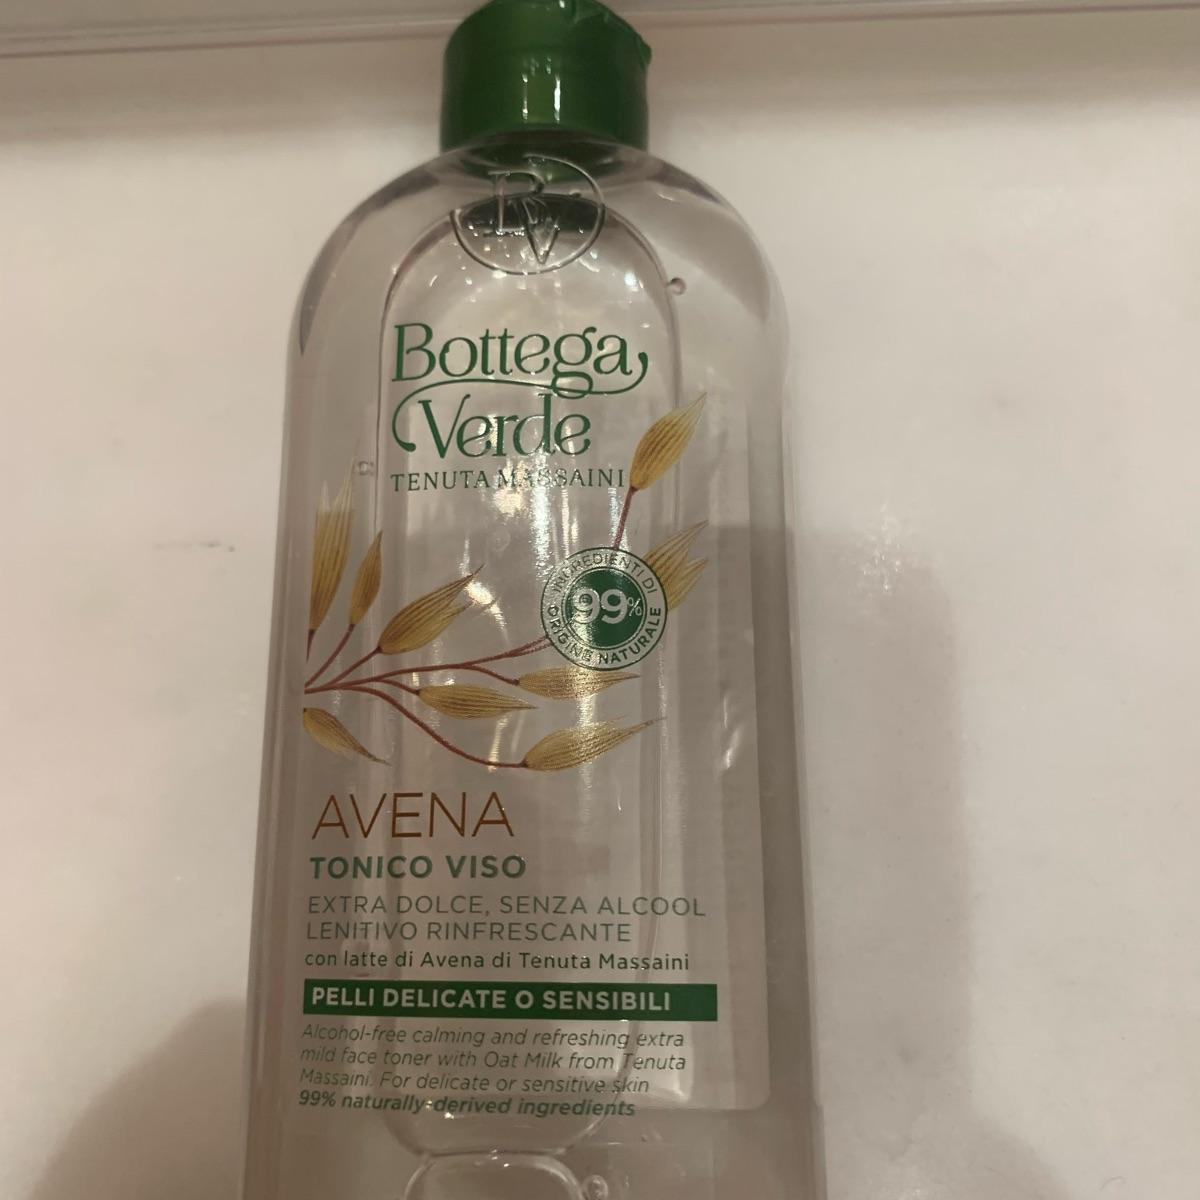 BV
Bottega
Verde
TENUTA MASSAINI
INGREDIENTI DI
99%
ORIGINE NATURALE
AVENA
TONICO VISO
EXTRA DOLCE, SENZA ALCOOL
LENITIVO RINFRESCANTE
con latte di Avena di Tenuta Massaini
PELLI DELICATE O SENSIBILI
Alcohol-free calming and refreshing extra
mild face toner with Oat Milk from Tenuta
Massaini. For delicate or sensitive skin
99% naturally-derived ingredients